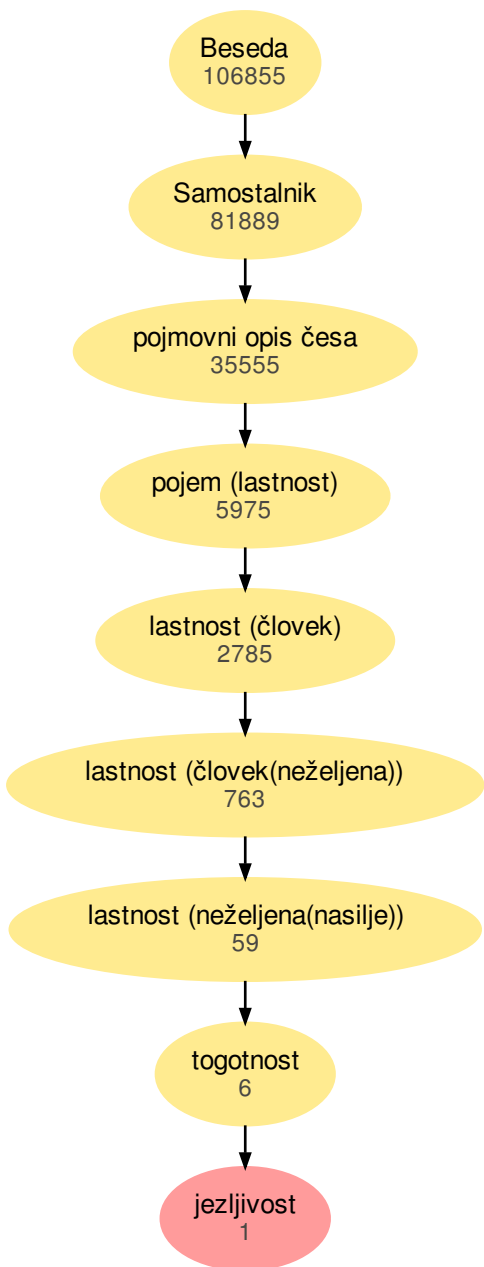 Beseda
106855
Samostalnik
81889
pojmovni opis česa
35555
pojem (lastnost)
5975
lastnost (človek)
2785
lastnost (človek(neželjena))
763
lastnost (neželjena(nasilje))
59
togotnost
6
jezljivost
1